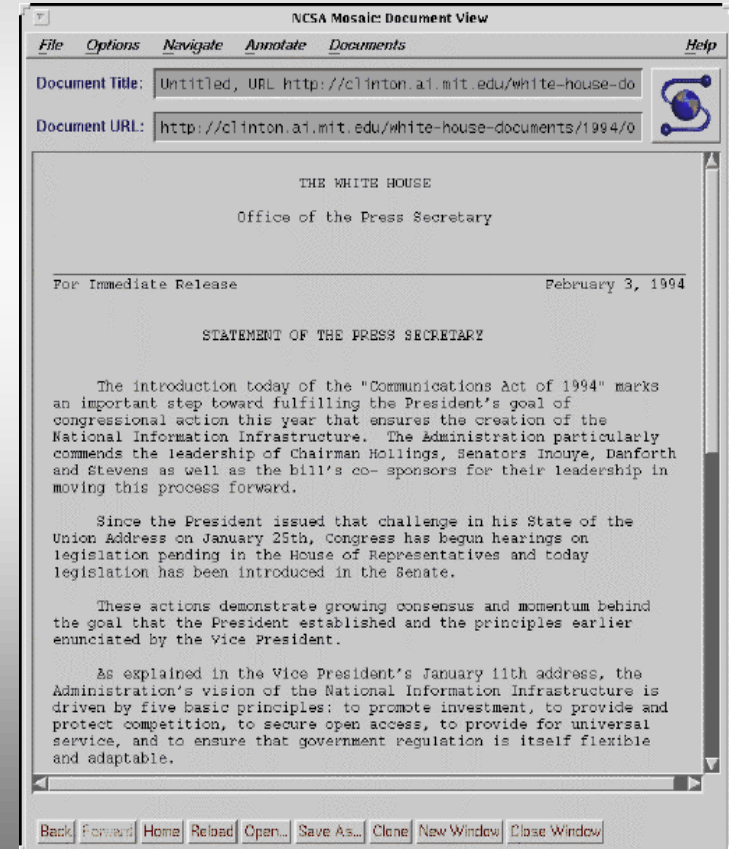 NCSA Mosaic: Document View
File Options Navigate Annotate Documents Help
Document Title: Untitled, URL http://clinton.ai.mit.edu/white-house-do
Document URL: http://clinton.ai.mit.edu/white-house-documents/1994/0
THE WHITE HOUSE
Office of the Press Secretary
For Immediate Release February 3, 1994
STATEMENT OF THE PRESS SECRETARY
The introduction today of the "Communications Act of 1994" marks
an important step toward fulfilling the President's goal of
congressional action this year that ensures the creation of the
National Information Infrastructure. The Administration particularly
commends the leadership of Chairman Hollings, Senators Inouye, Danforth
and Stevens as well as the bill's co- sponsors for their leadership in
moving this process forward.
Since the President issued that challenge in his State of the
Union Address on January 25th, Congress has begun hearings on
legislation pending in the House of Representatives and today
legislation has been introduced in the Senate.
These actions demonstrate growing consensus and momentum behind
the goal that the President established and the principles earlier
enunciated by the Vice President.
As explained in the Vice President's January 11th address, the
Administration's vision of the National Information Infrastructure is
driven by five basic principles: to promote investment, to provide and
protect competition, to secure open access, to provide for universal
service, and to ensure that government regulation is itself flexible
and adaptable.
Back Forward Home Reload Open... Save As... Clone New Window Close Window